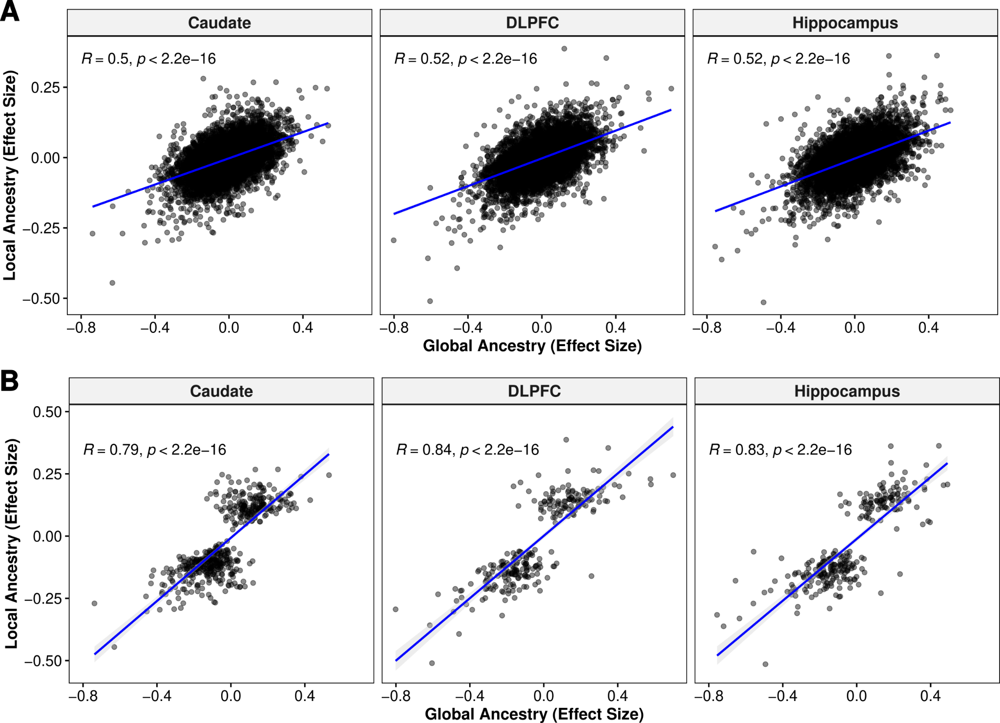 A
Caudate
DLPFC
Hippocampus
R = 0.5, p < 2.2e−16
R = 0.52, p < 2.2e−16
R = 0.52, p < 2.2e−16
Local Ancestry (Effect Size)
0.25
0.00
−0.25
−0.50
−0.8 −0.4 0.0 0.4
−0.8 −0.4 0.0 0.4
−0.8 −0.4 0.0 0.4
Global Ancestry (Effect Size)
B
Caudate
DLPFC
Hippocampus
R = 0.79, p < 2.2e−16
R = 0.84, p < 2.2e−16
R = 0.83, p < 2.2e−16
Local Ancestry (Effect Size)
0.50
0.25
0.00
−0.25
−0.50
−0.8 −0.4 0.0 0.4
−0.8 −0.4 0.0 0.4
−0.8 −0.4 0.0 0.4
Global Ancestry (Effect Size)